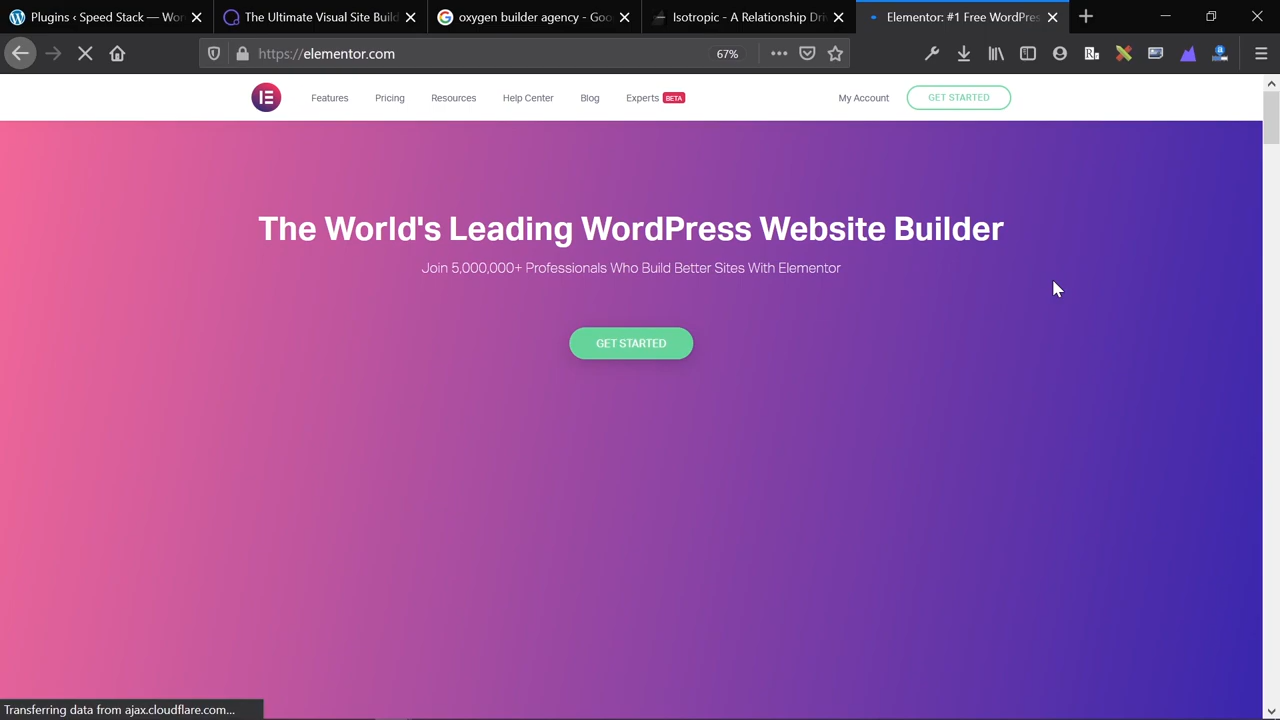 Plugins ‹ Speed Stack — Wor
The Ultimate Visual Site Build
oxygen builder agency - Goo
Isotropic - A Relationship Dri
Elementor: #1 Free WordPres
https://elementor.com
67%
Features
Pricing
Resources
Help Center
Blog
Experts BETA
My Account
GET STARTED
The World's Leading WordPress Website Builder
Join 5,000,000+ Professionals Who Build Better Sites With Elementor
GET STARTED
Transferring data from ajax.cloudflare.com...